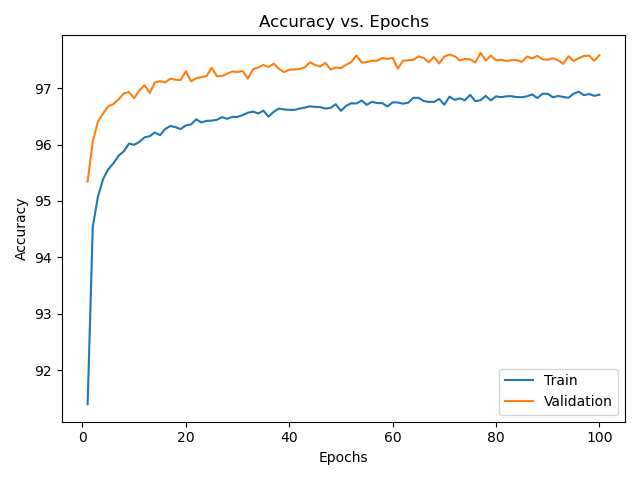 Accuracy vs. Epochs
97
96
95
94
93
92
Accuracy
0 20 40 60 80 100
Epochs
Train
Validation